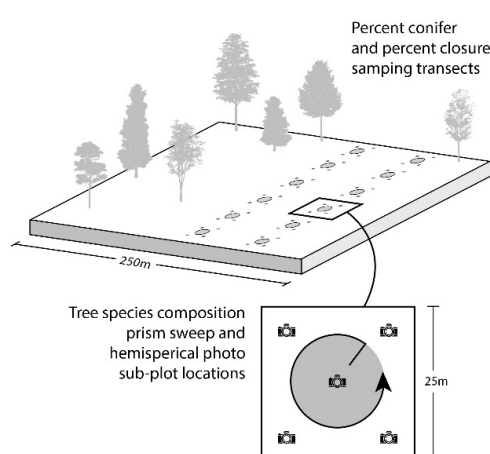 Percent conifer
and percent closure
samping transects
250m
Tree species composition
prism sweep and
hemisperical photo
sub-plot locations
25m